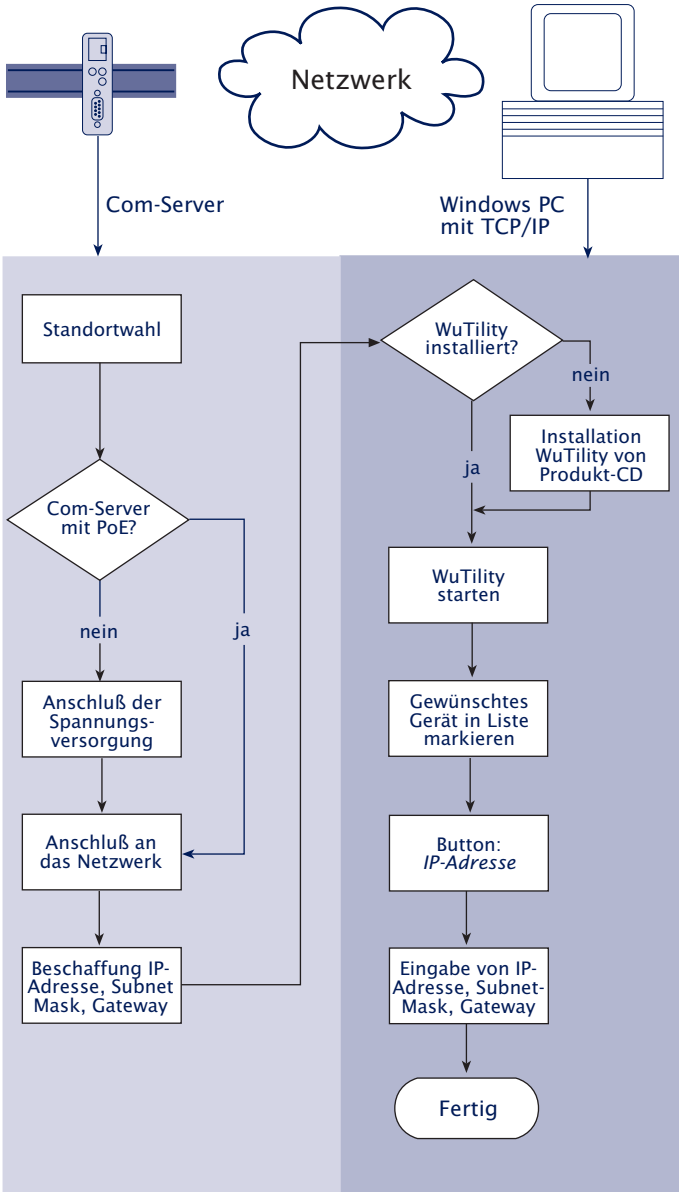 Netzwerk
Com-Server
Windows PC
mit TCP/IP
Standortwahl
Com-Server
mit PoE?
nein
ja
Anschluß der
Spannungs-
versorgung
Anschluß an
das Netzwerk
Beschaffung IP-
Adresse, Subnet
Mask, Gateway
WuTility
installiert?
nein
ja
Installation
WuTility von
Produkt-CD
WuTility
starten
Gewünschtes
Gerät in Liste
markieren
Button:
IP-Adresse
Eingabe von IP-
Adresse, Subnet-
Mask, Gateway
Fertig